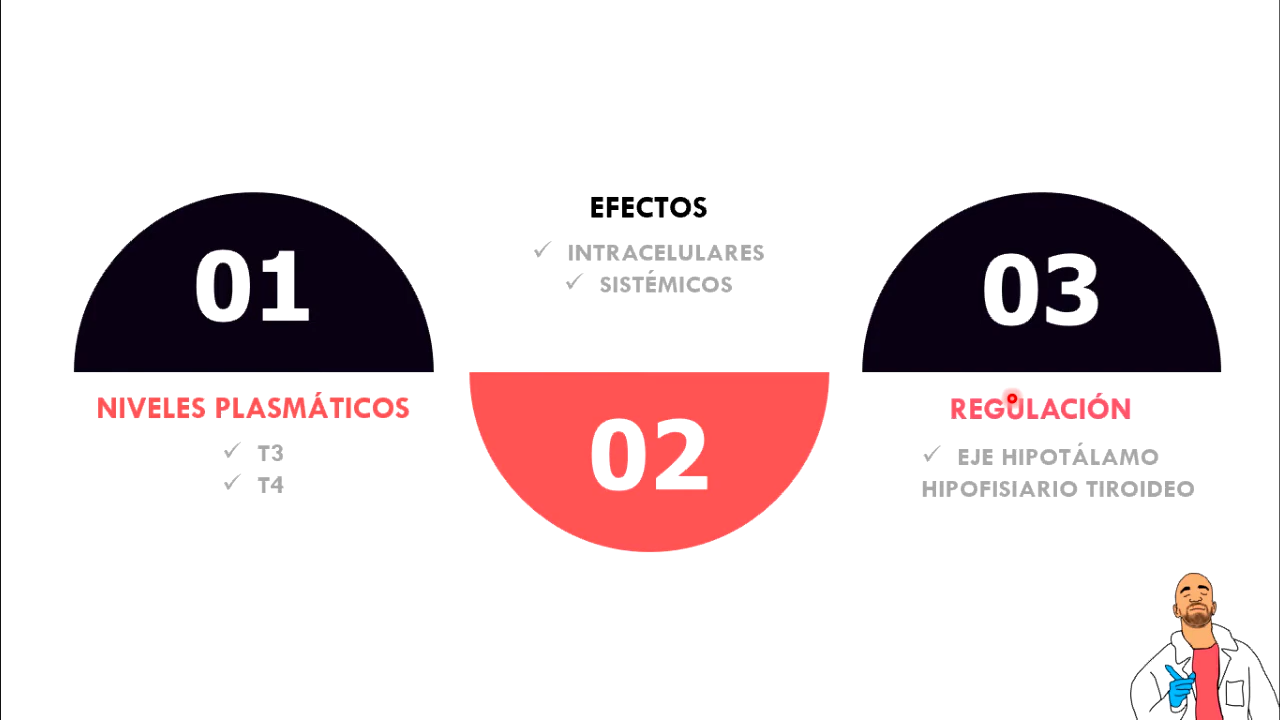 01
NIVELES PLASMÁTICOS
✓ T3
✓ T4
EFECTOS
✓ INTRACELULARES
✓ SISTÉMICOS
02
03
REGULACIÓN
✓ EJE HIPOTÁLAMO
HIPOFISIARIO TIROIDEO